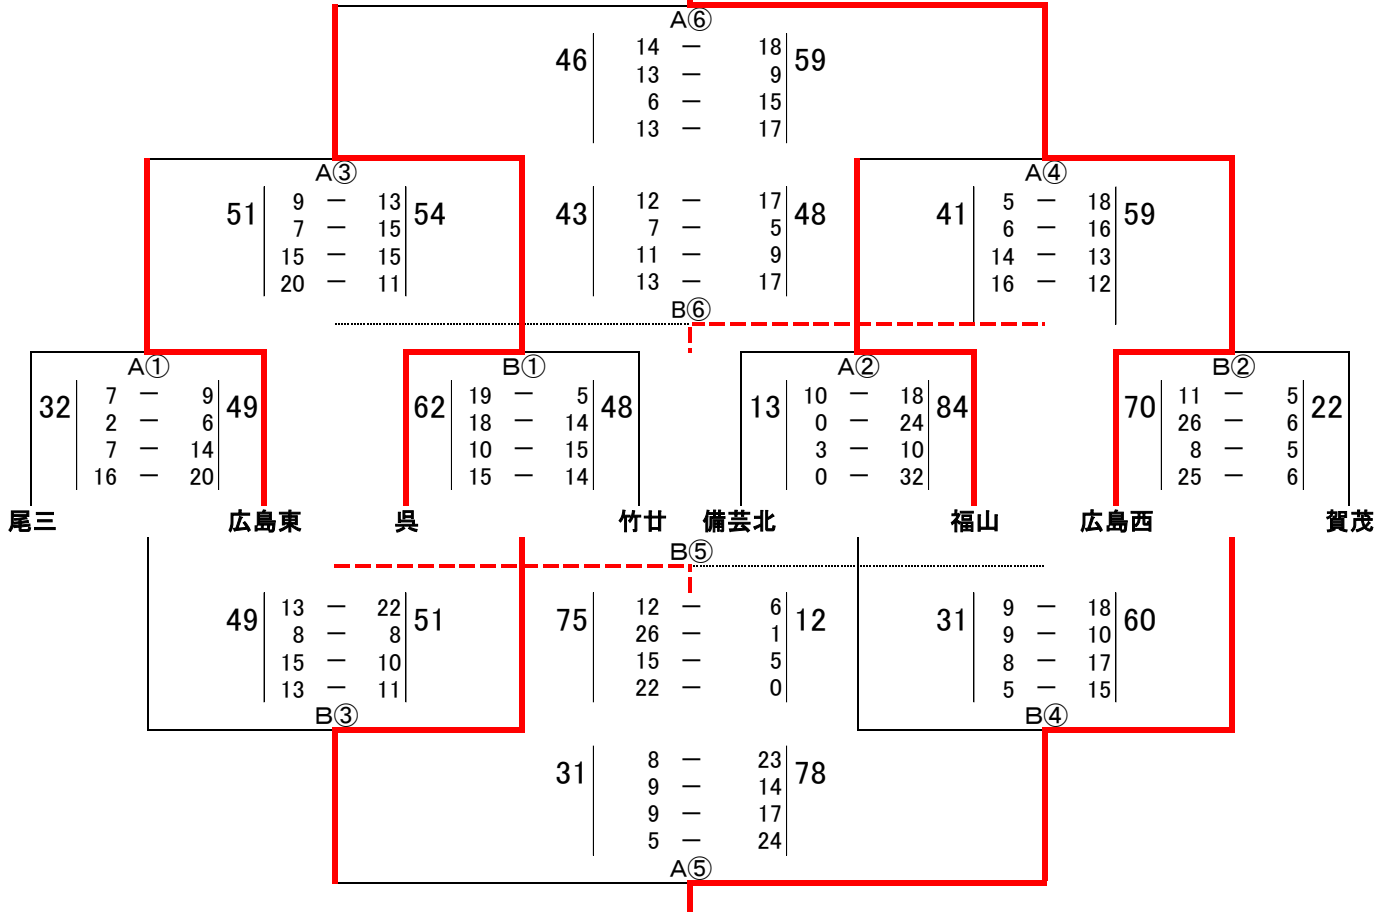 A⑥
46 14 － 18 59
13 － 9
6 － 15
13 － 17
A③
51 9 － 13 54
7 － 15
15 － 15
20 － 11
43 12 － 17 48
7 － 5
11 － 9
13 － 17
B⑥
A④
41 5 － 18 59
6 － 16
14 － 13
16 － 12
A①
32 7 － 9 49
2 － 6
7 － 14
16 － 20
B①
62 19 － 5 48
18 － 14
10 － 15
15 － 14
A②
13 10 － 18 84
0 － 24
3 － 10
0 － 32
B②
70 11 － 5 22
26 － 6
8 － 5
25 － 6
尾三 広島東 呉 竹廿 備芸北 福山 広島西 賀茂
49 13 － 22 51
8 － 8
15 － 10
13 － 11
B③
B⑤
75 12 － 6 12
26 － 1
15 － 5
22 － 0
31 9 － 18 60
9 － 10
8 － 17
5 － 15
B④
31 8 － 23 78
9 － 14
9 － 17
5 － 24
A⑤